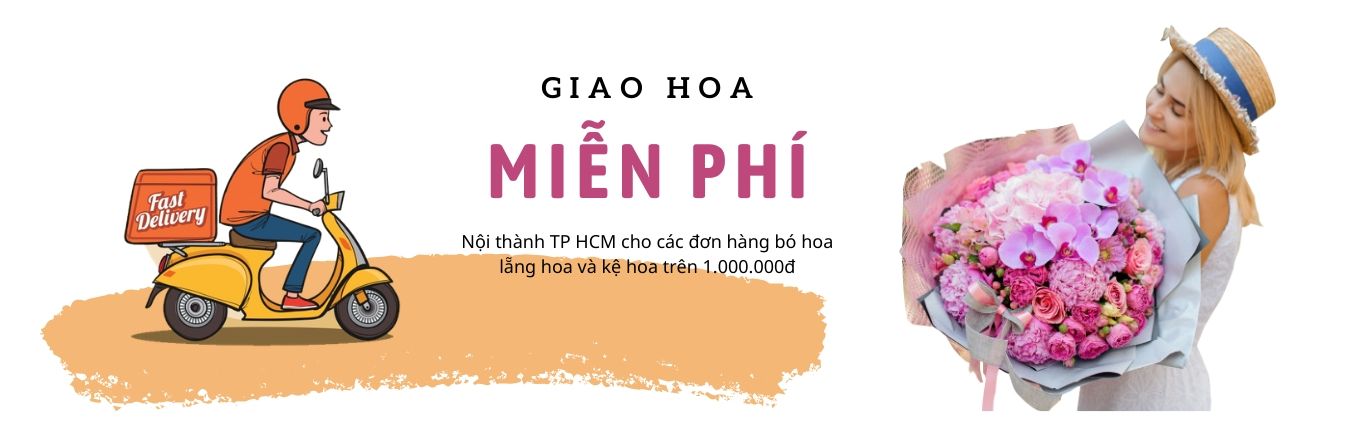 Fast
Delivery
GIAO HOA
MIỄN PHÍ
Nội thành TP HCM cho các đơn hàng bó hoa
lẵng hoa và kệ hoa trên 1.000.000đ